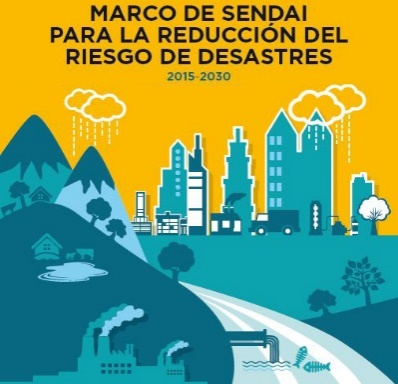 MARCO DE SENDAI
PARA LA REDUCCIÓN DEL
RIESGO DE DESASTRES
2015-2030